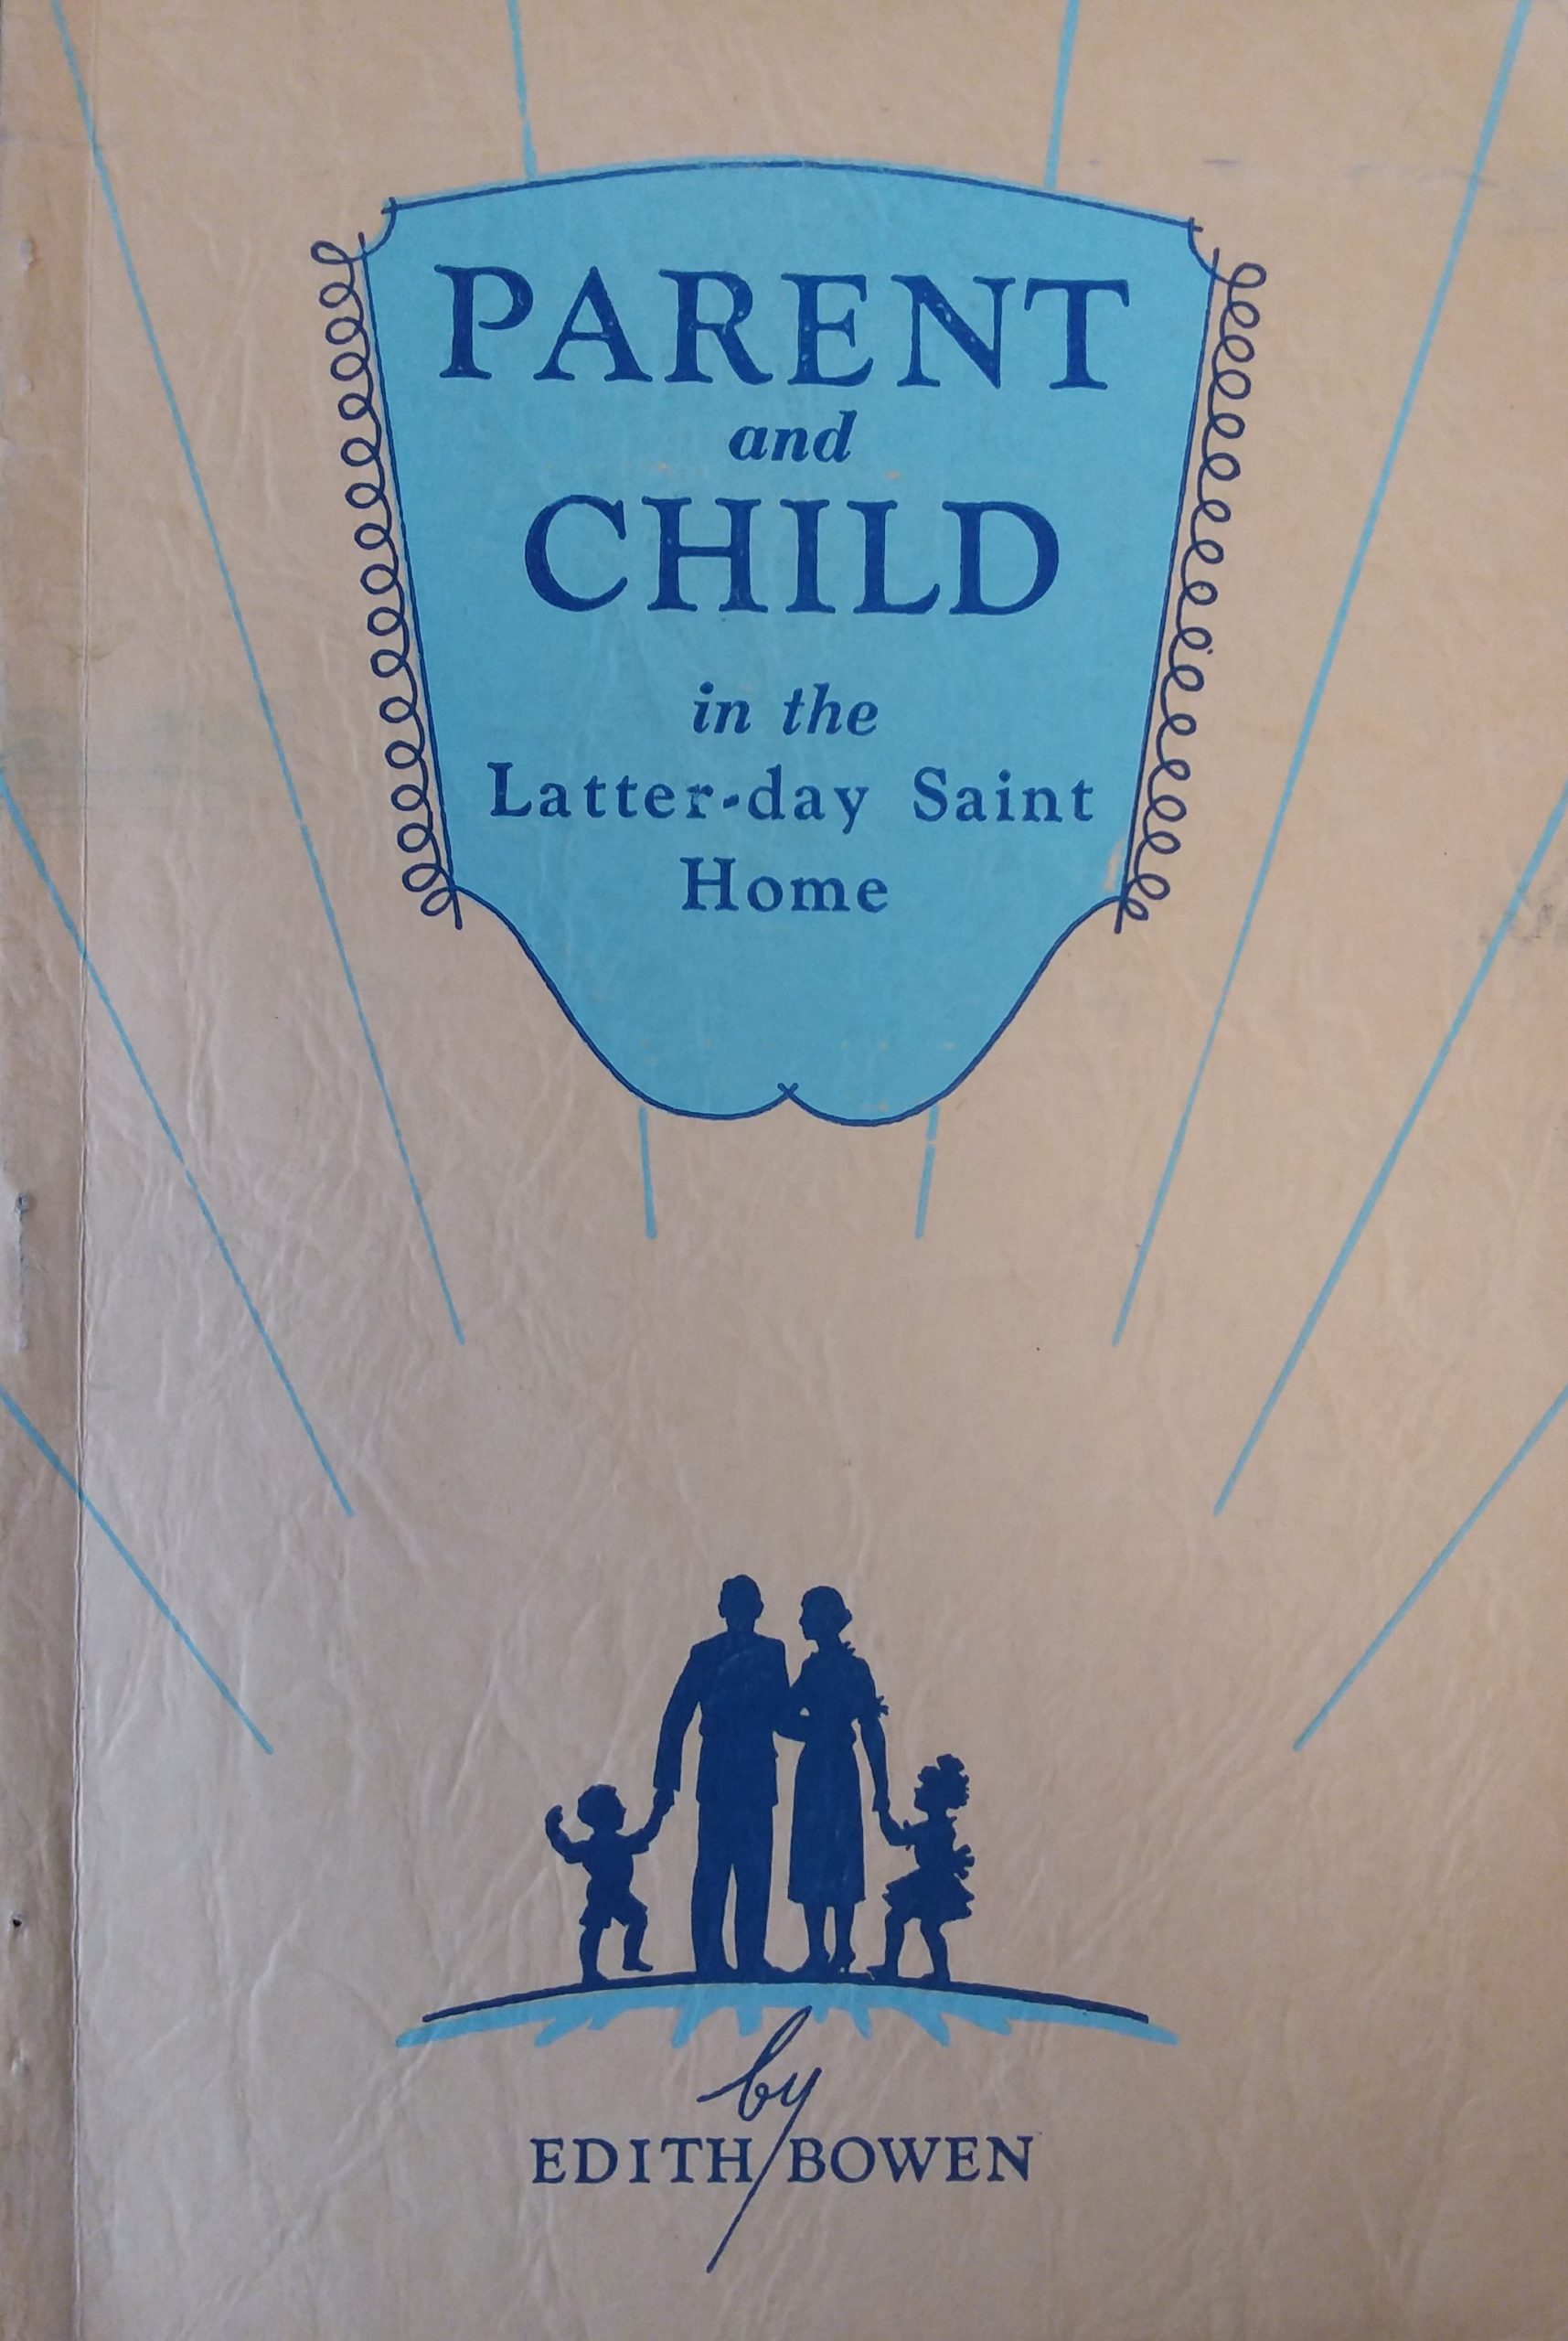 PARENT
and
CHILD
in the
Latter-day Saint
Home
by
EDITH BOWEN